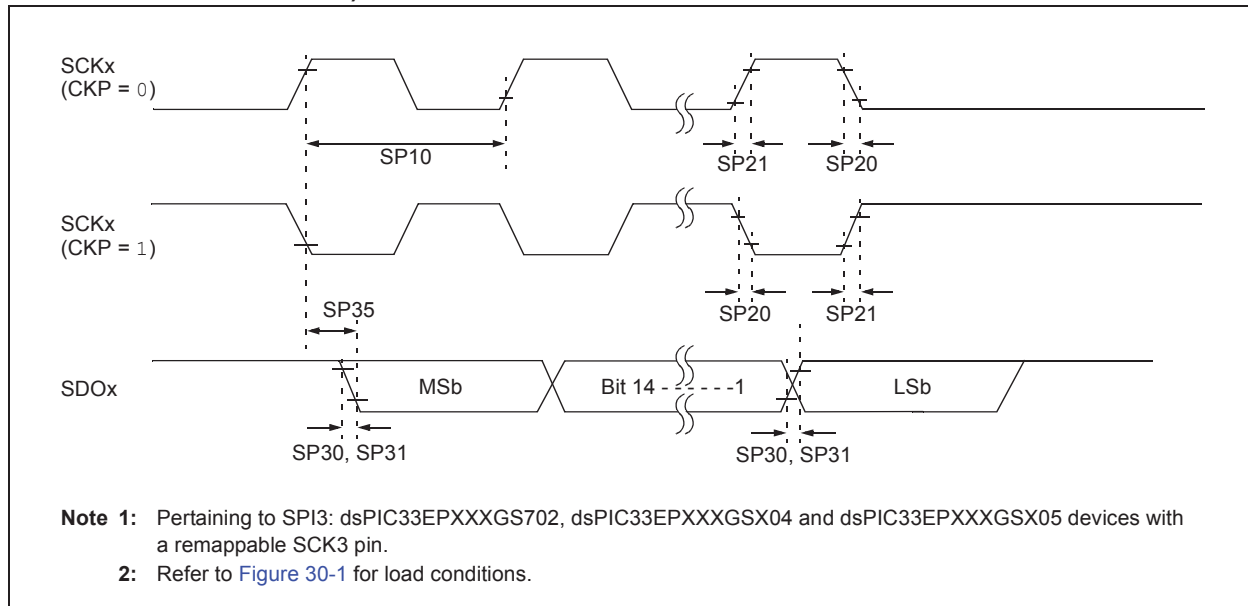 SCKx
(CKP = 0)
SP10
SP21
SP20
SCKx
(CKP = 1)
SP35
SP20
SP21
SDOx
MSb
Bit 14 - - - - - -1
LSb
SP30, SP31
SP30, SP31
Note 1: Pertaining to SPI3: dsPIC33EPXXXGS702, dsPIC33EPXXXGSX04 and dsPIC33EPXXXGSX05 devices with
a remappable SCK3 pin.
2: Refer to Figure 30-1 for load conditions.